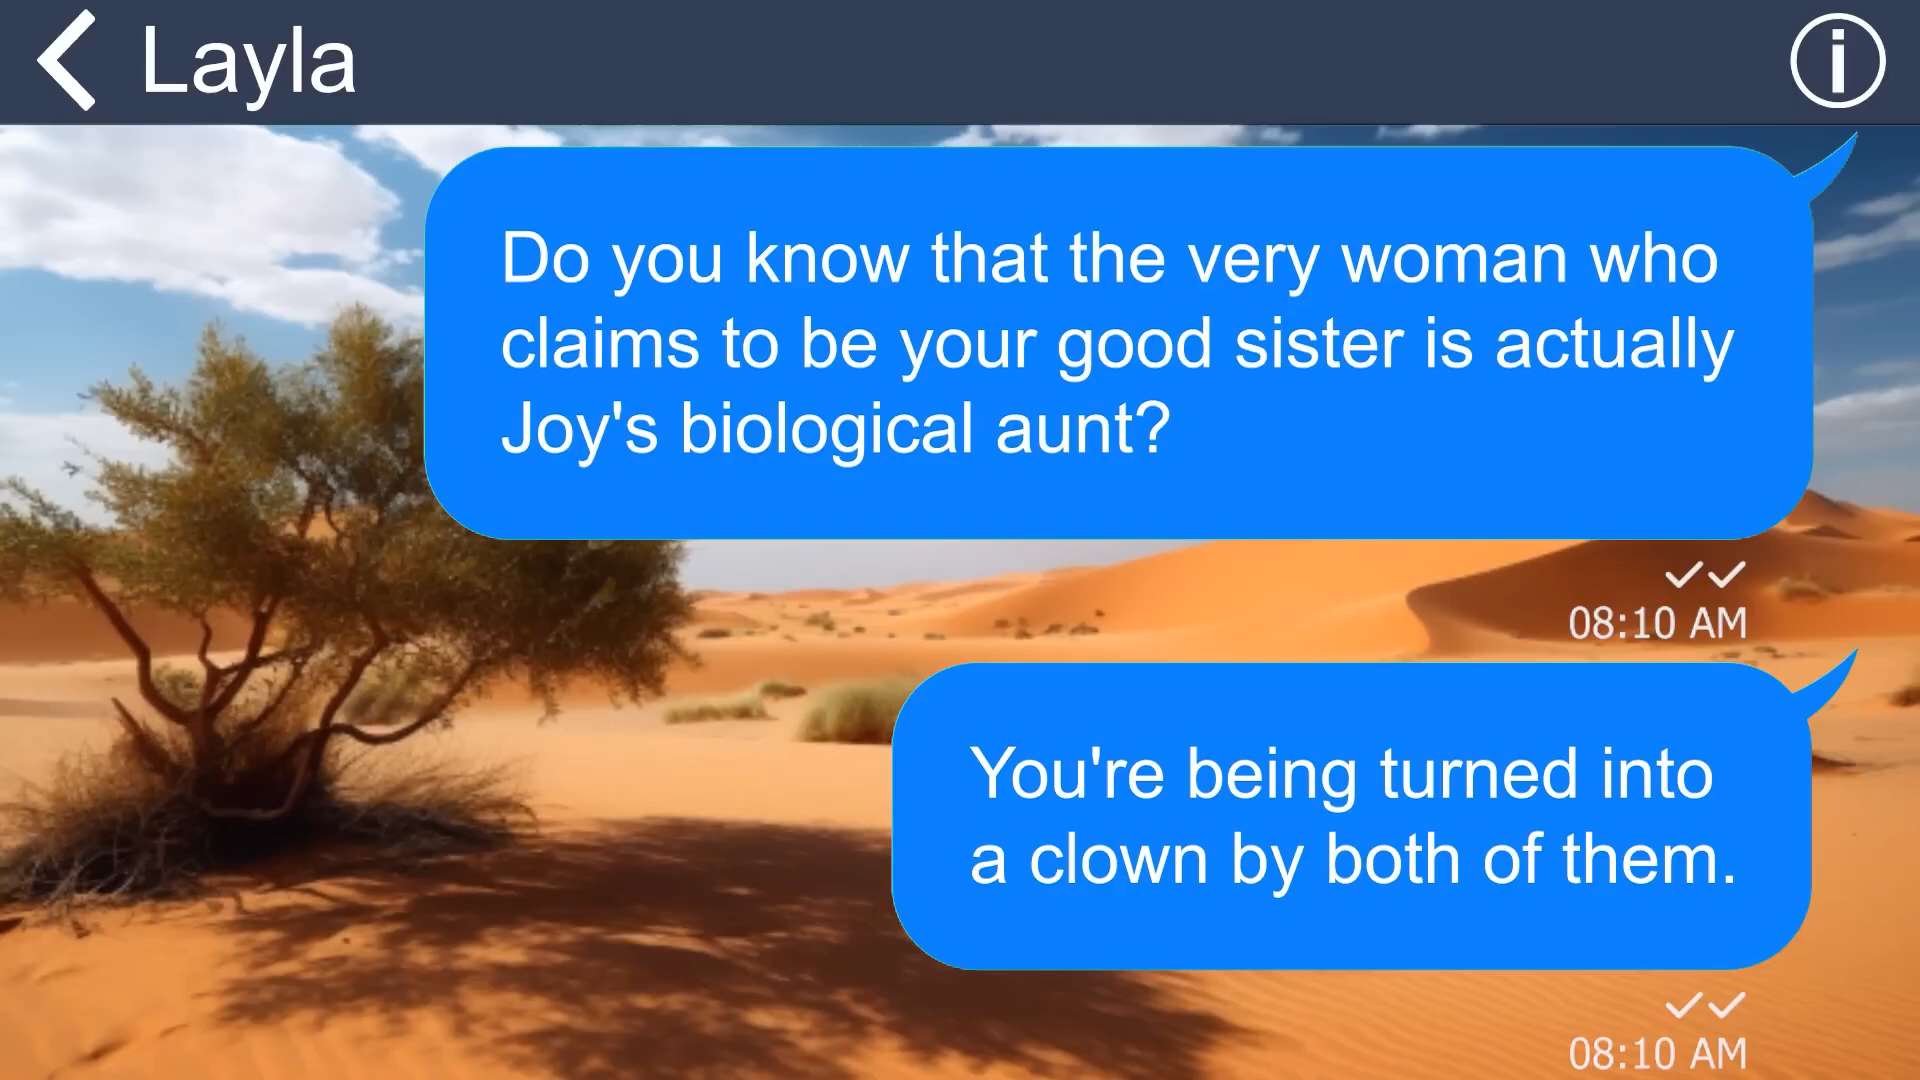 Layla
Do you know that the very woman who
claims to be your good sister is actually
Joy's biological aunt?
08:10 AM
You're being turned into
a clown by both of them.
08:10 AM